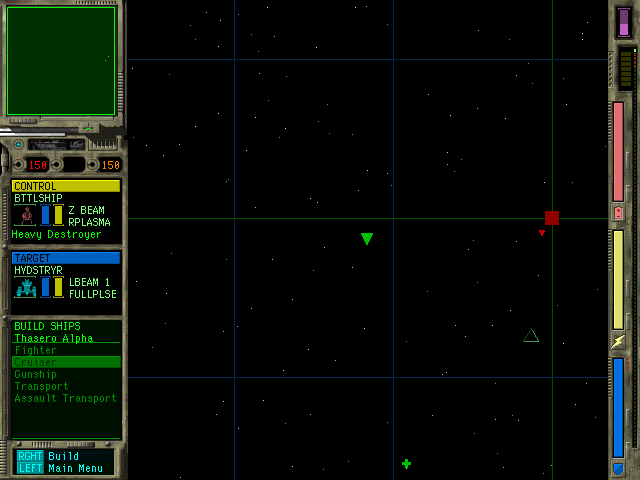 150 150
CONTROL
BTTLSHIP
Z BEAM
RPLASMA
Heavy Destroyer
TARGET
HVDSTRYR
LBEAM 1
FULLPLSE
BUILD SHIPS
Thasero Alpha
Fighter
Cruiser
Gunship
Transport
Assault Transport
RGHT Build
LEFT Main Menu